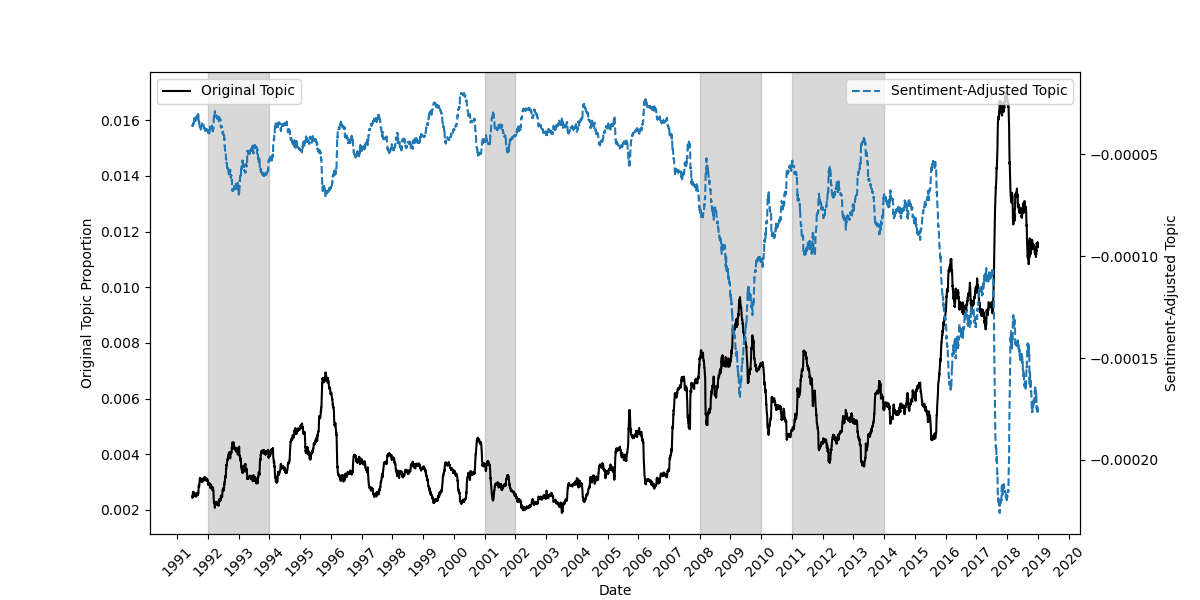 Original Topic
Sentiment-Adjusted Topic
0.016
0.014
0.012
0.010
0.008
0.006
0.004
0.002
Original Topic Proportion
−0.00005
−0.00010
−0.00015
−0.00020
Sentiment-Adjusted Topic
1991 1992 1993 1994 1995 1996 1997 1998 1999 2000 2001 2002 2003 2004 2005 2006 2007 2008 2009 2010 2011 2012 2013 2014 2015 2016 2017 2018 2019 2020
Date